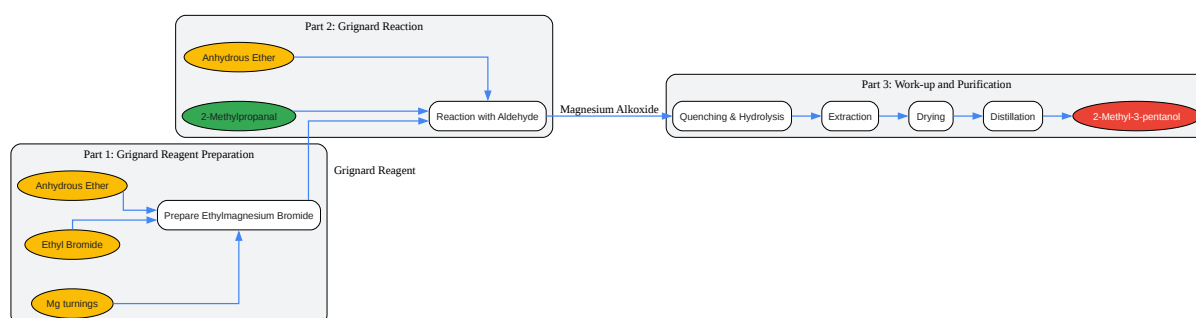 Part 2: Grignard Reaction
Anhydrous Ether
2-Methylpropanal
Reaction with Aldehyde
Magnesium Alkoxide
Part 3: Work-up and Purification
Quenching & Hydrolysis
Extraction
Drying
Distillation
2-Methyl-3-pentanol
Part 1: Grignard Reagent Preparation
Grignard Reagent
Anhydrous Ether
Prepare Ethylmagnesium Bromide
Ethyl Bromide
Mg turnings